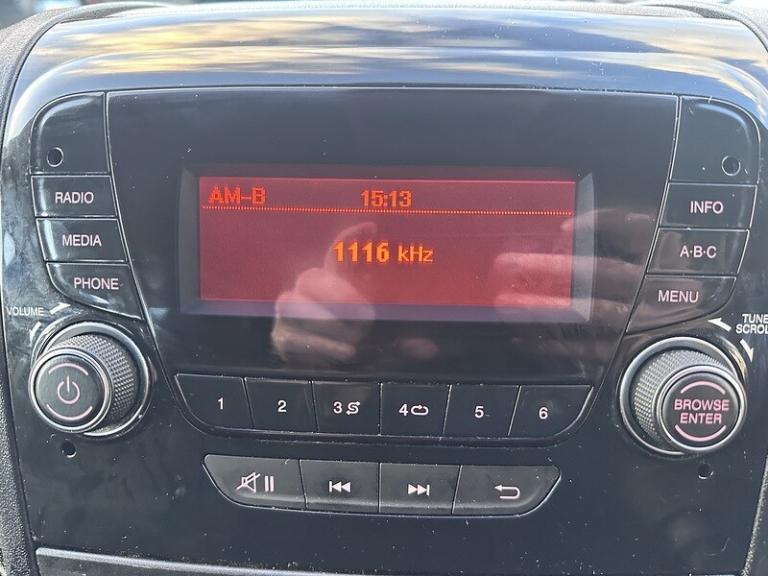 AM-B 15:13
1116 kHz
RADIO
MEDIA
PHONE
VOLUME
INFO
A·B·C
MENU
TUNE
SCROLL
1 2 3 4 5 6
BROWSE
ENTER